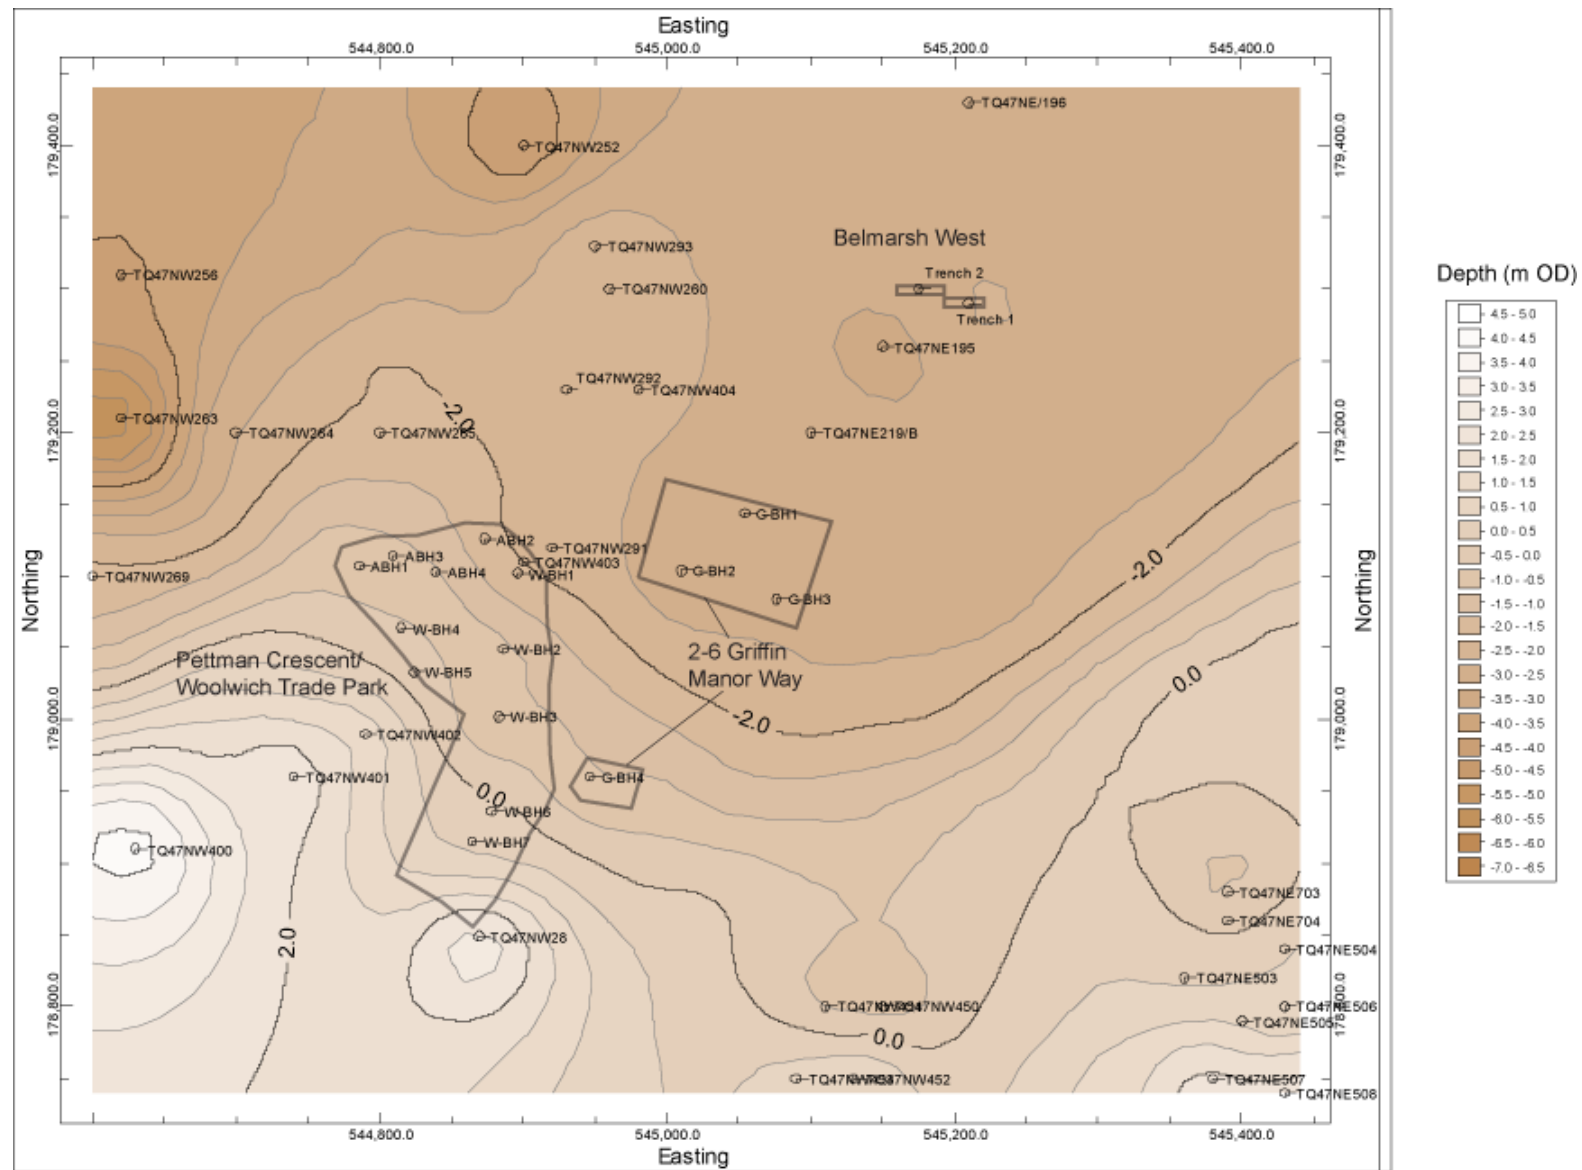 Easting
544,800.0 545,000.0 545,200.0 545,400.0
TQ47NE/196
179,400.0
TQ47NW252
179,400.0
Belmarsh West
TQ47NW293
Depth (m OD)
TQ47NW256
Trench 2
TQ47NW260
Trench 1
4.5 - 5.0
4.0 - 4.5
3.5 - 4.0
3.0 - 3.5
2.5 - 3.0
2.0 - 2.5
1.5 - 2.0
1.0 - 1.5
0.5 - 1.0
0.0 - 0.5
-0.5 - 0.0
-1.0 - -0.5
-1.5 - -1.0
-2.0 - -1.5
-2.5 - -2.0
-3.0 - -2.5
-3.5 - -3.0
-4.0 - -3.5
-4.5 - -4.0
-5.0 - -4.5
-5.5 - -5.0
-6.0 - -5.5
-6.5 - -6.0
-7.0 - -6.5
TQ47NE195
TQ47NW292
TQ47NW404
TQ47NW263
-2.0
179,200.0
TQ47NW264
TQ47NW265
TQ47NE219/B
179,200.0
G-BH1
ABH2
TQ47NW291
ABH3
TQ47NW403
ABH1
ABH4
W-BH1
G-BH2
-2.0
TQ47NW269
G-BH3
Northing
Northing
W-BH4
W-BH2
2-6 Griffin
Manor Way
Pettman Crescent/
Woolwich Trade Park
W-BH5
0.0
179,000.0
W-BH3
-2.0
179,000.0
TQ47NW402
TQ47NW401
G-BH4
0.0
W-BH6
W-BH7
TQ47NW400
TQ47NE703
TQ47NE704
2.0
TQ47NW28
TQ47NE504
TQ47NE503
178,800.0
TQ47NW450
TQ47NE506
178,800.0
TQ47NE505
0.0
TQ47NW452
TQ47NE507
TQ47NE508
544,800.0 545,000.0 545,200.0 545,400.0
Easting